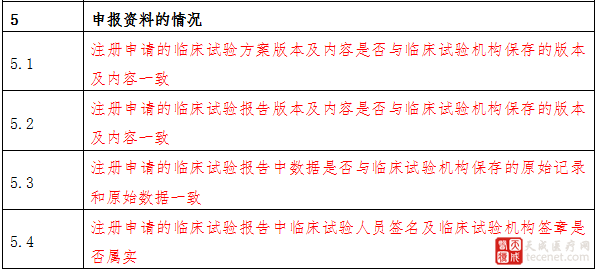 5 申报资料的情况
5.1 注册申请的临床试验方案版本及内容是否与临床试验机构保存的版本
及内容一致
5.2 注册申请的临床试验报告版本及内容是否与临床试验机构保存的版本
及内容一致
5.3 注册申请的临床试验报告中数据是否与临床试验机构保存的原始记录
和原始数据一致
5.4 注册申请的临床试验报告中临床试验人员签名及临床试验机构签章是
否属实
天成医疗网
tecenet.com